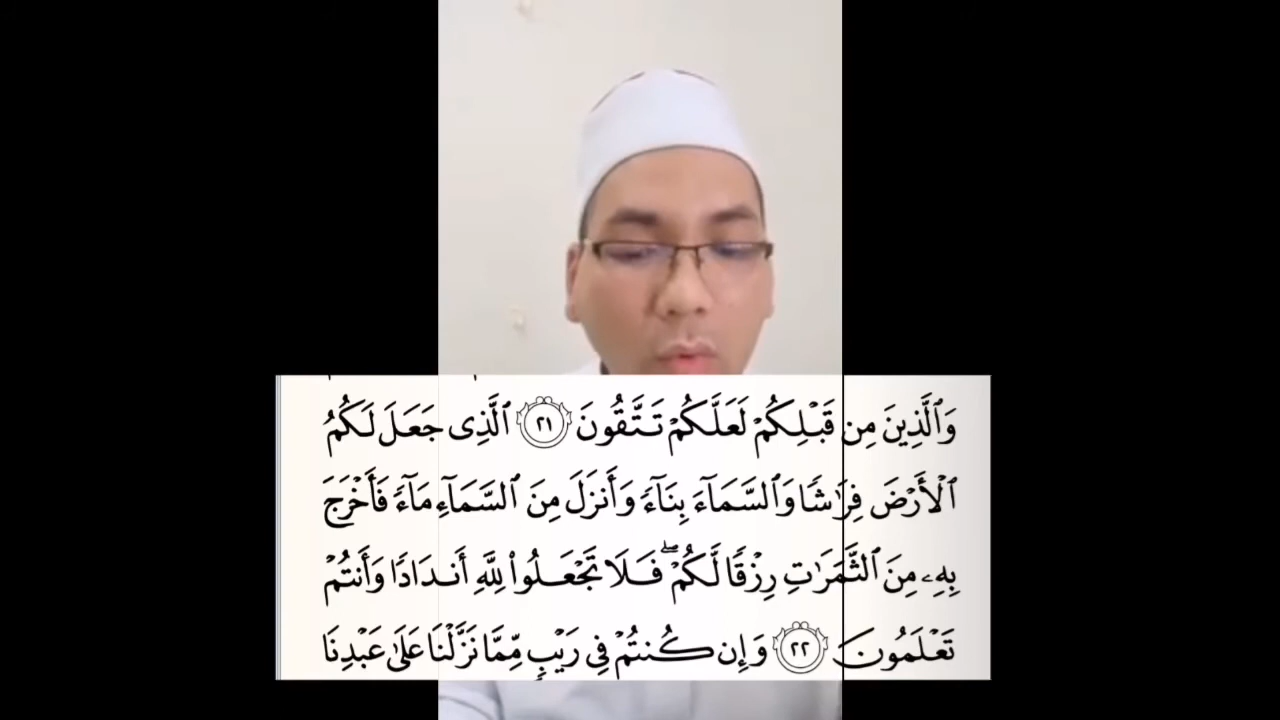 وَٱلَّذِينَ مِن قَبْلِكُمْ لَعَلَّكُمْ تَتَّقُونَ ٢١ ٱلَّذِى جَعَلَ لَكُمُ
ٱلْأَرْضَ فِرَٰشًا وَٱلسَّمَآءَ بِنَآءً وَأَنزَلَ مِنَ ٱلسَّمَآءِ مَآءً فَأَخْرَجَ
بِهِۦ مِنَ ٱلثَّمَرَٰتِ رِزْقًا لَّكُمْ ۖ فَلَا تَجْعَلُوا۟ لِلَّهِ أَندَادًا وَأَنتُمْ
تَعْلَمُونَ ٢٢ وَإِن كُنتُمْ فِى رَيْبٍ مِّمَّا نَزَّلْنَا عَلَىٰ عَبْدِنَا